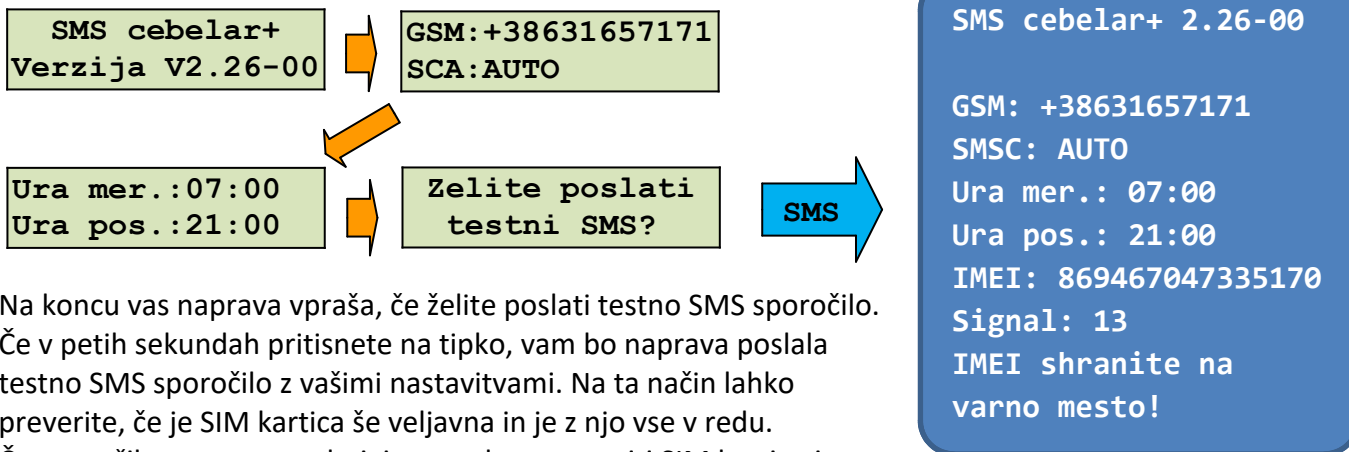 SMS cebelar+
Verzija V2.26-00
GSM:+38631657171
SCA:AUTO
Ura mer.:07:00
Ura pos.:21:00
Zelite poslati
testni SMS?
SMS
SMS cebelar+ 2.26-00
GSM: +38631657171
SMSC: AUTO
Ura mer.: 07:00
Ura pos.: 21:00
IMEI: 869467047335170
Signal: 13
IMEI shranite na
varno mesto!
Na koncu vas naprava vpraša, če želite poslati testno SMS sporočilo.
Če v petih sekundah pritisnete na tipko, vam bo naprava poslala
testno SMS sporočilo z vašimi nastavitvami. Na ta način lahko
preverite, če je SIM kartica še veljavna in je z njo vse v redu.